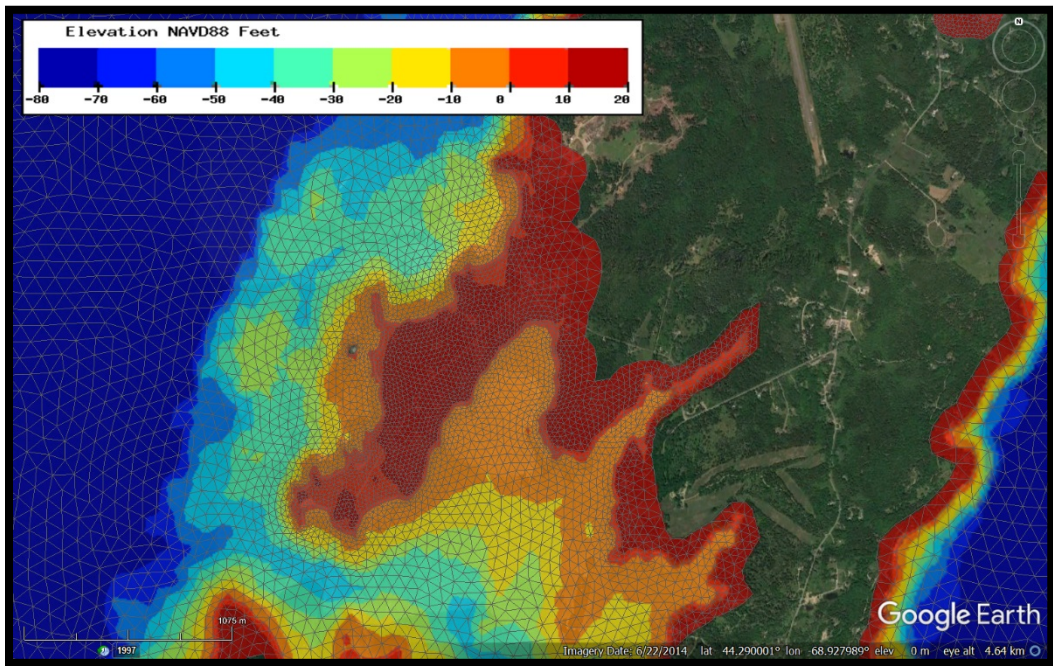 Elevation NAVD88 Feet
-80 -70 -60 -50 -40 -30 -20 -10 0 10 20
N
Google Earth
1075 m
1997
Imagery Date: 6/22/2014 lat 44.290001° lon -68.927989° elev 0 m eye alt 4.64 km